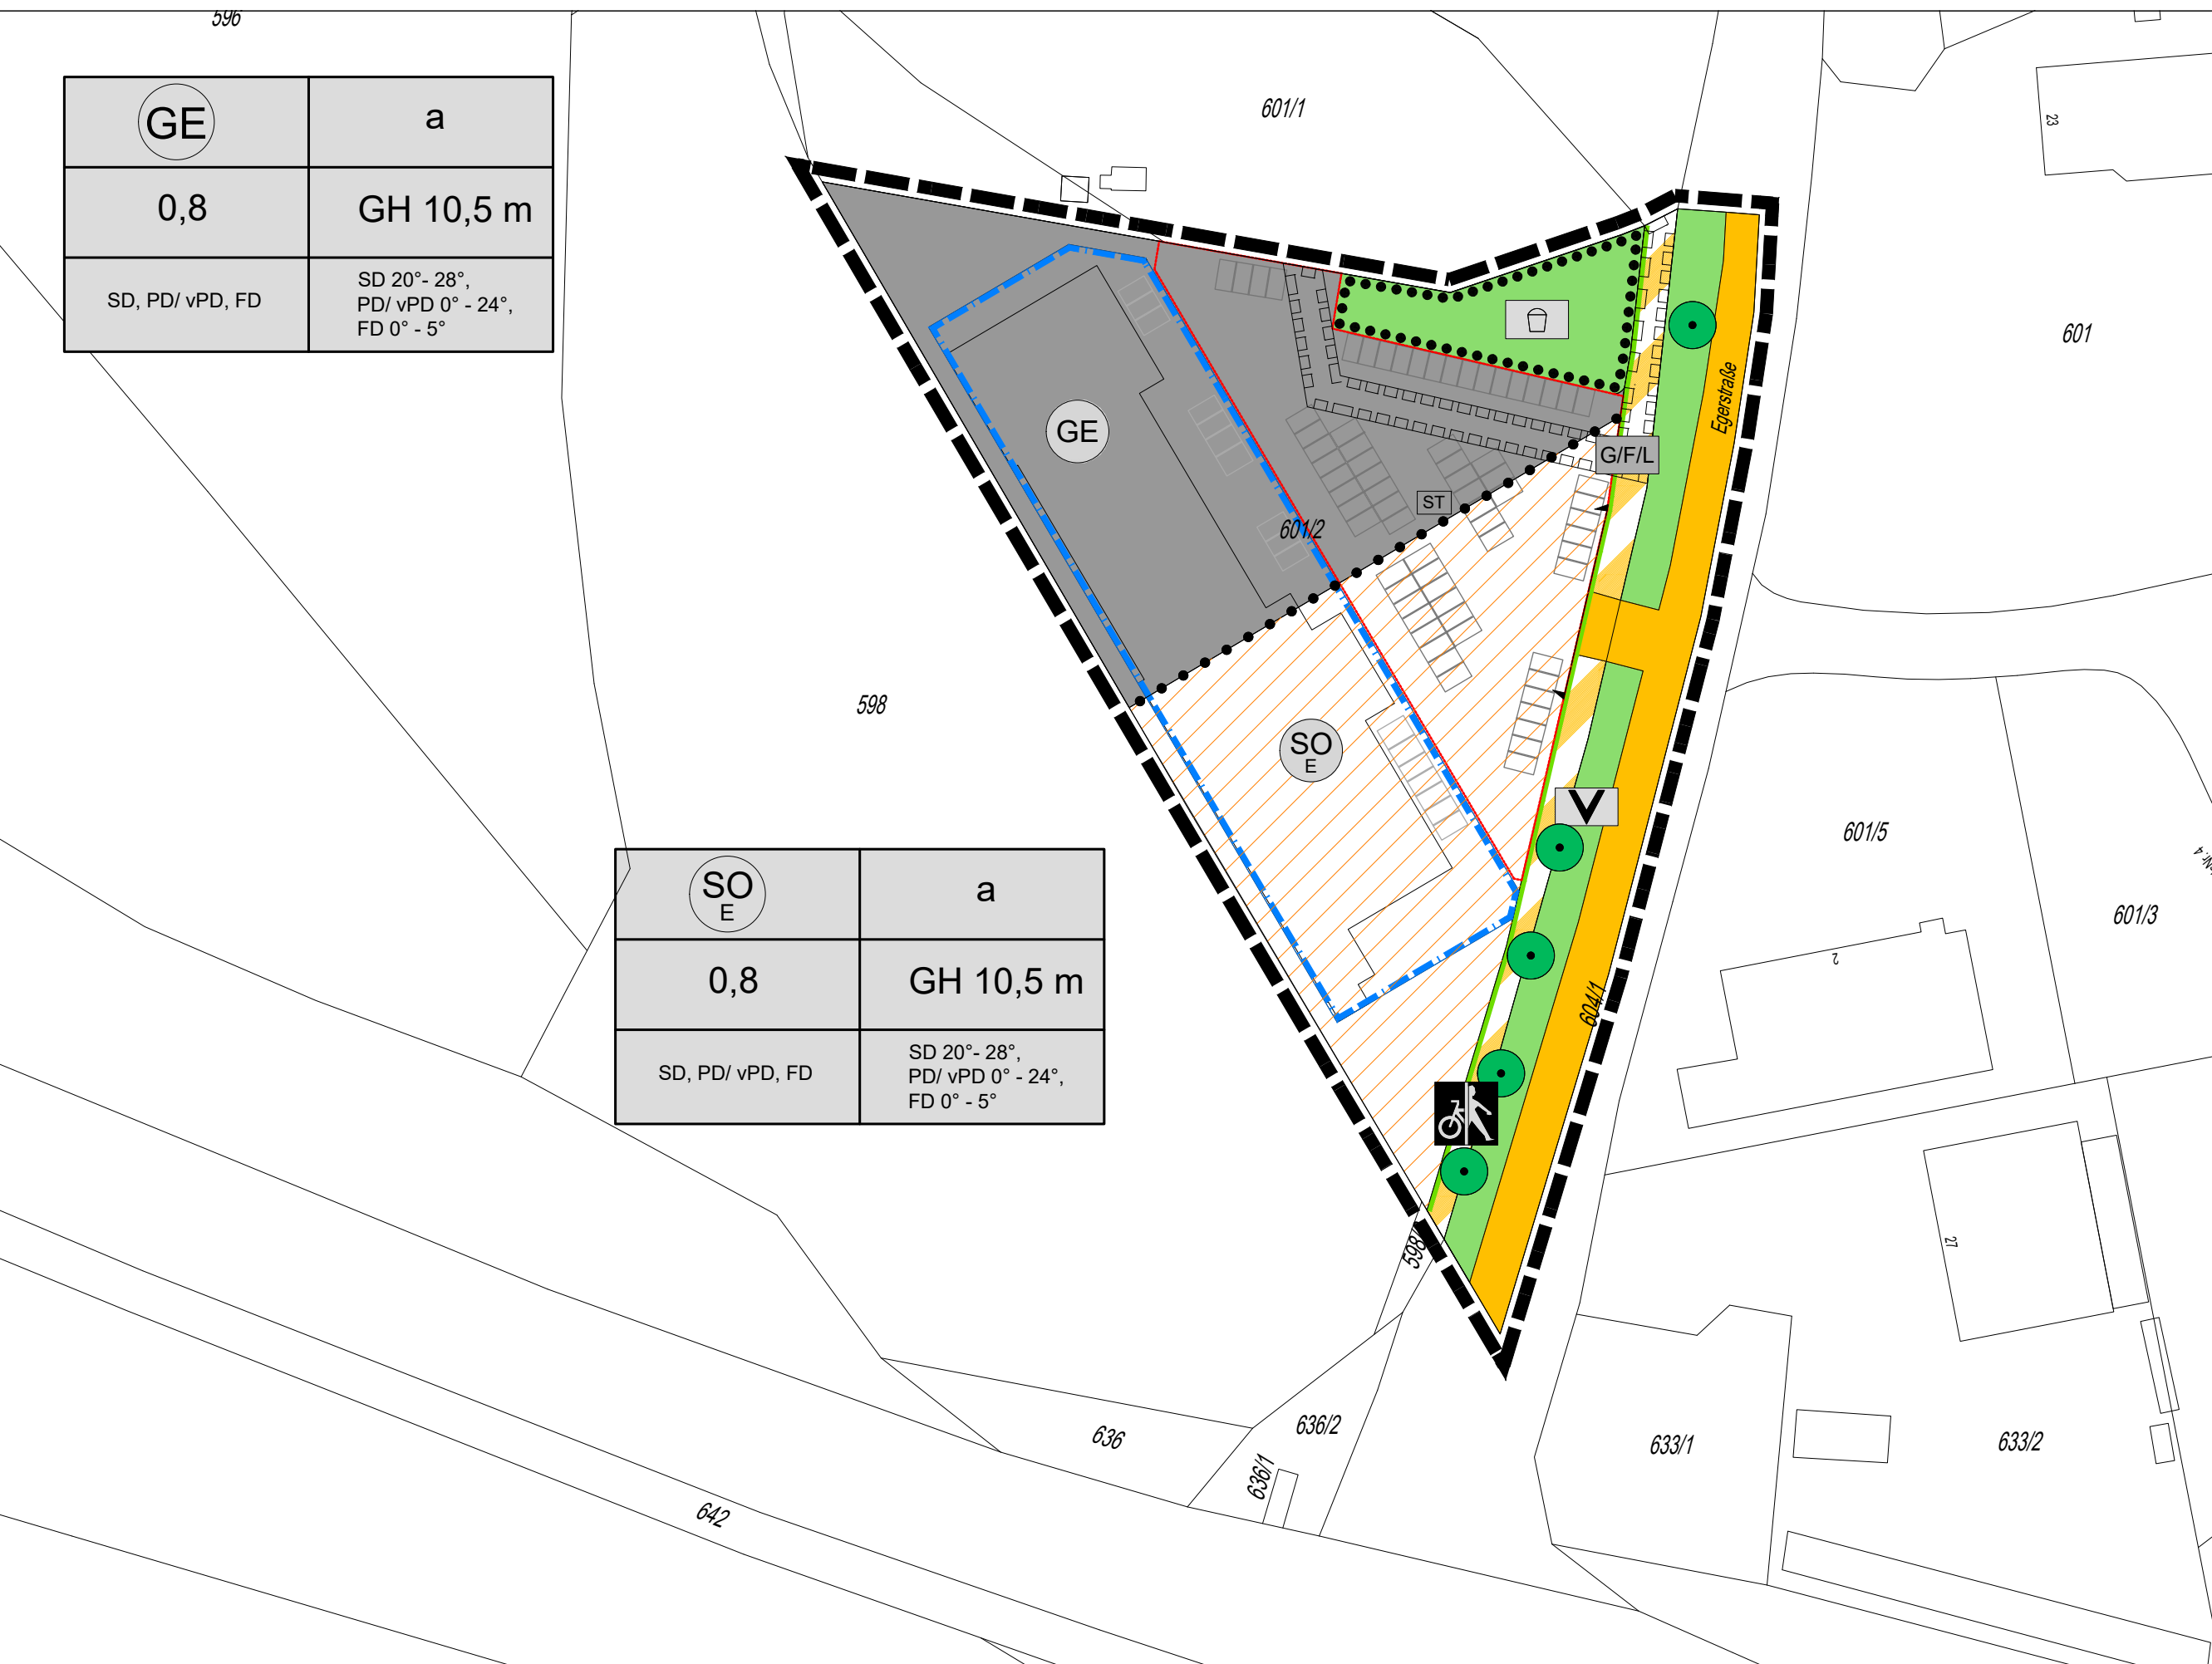 596
GE
a
0,8
GH 10,5 m
SD, PD/ vPD, FD
SD 20°- 28°,
PD/ vPD 0° - 24°,
FD 0° - 5°
601/1
23
601
Egerstraße
GE
G/F/L
ST
601/2
598
SO
E
601/5
601/3
SO
E
a
0,8
GH 10,5 m
SD, PD/ vPD, FD
SD 20°- 28°,
PD/ vPD 0° - 24°,
FD 0° - 5°
2
604/1
27
598/
636
636/2
636/1
633/1
633/2
642